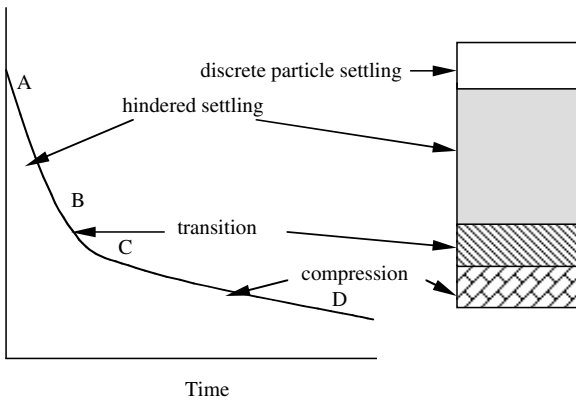 A
discrete particle settling
hindered settling
B
transition
C
compression
D
Time